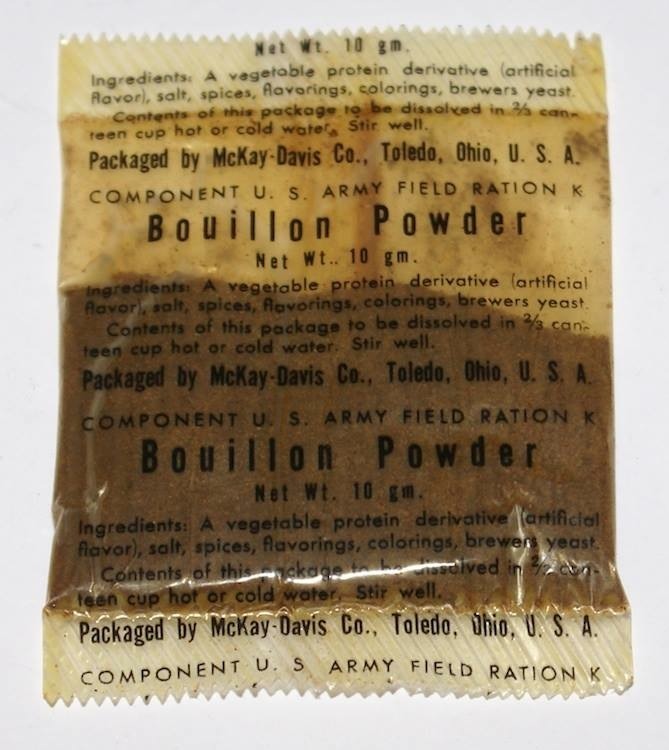 Net Wt. 10 gm.
Ingredients: A vegetable protein derivative (artificial
flavor), salt, spices, flavorings, colorings, brewers yeast.
Contents of this package to be dissolved in ⅔ can-
teen cup hot or cold water. Stir well.
Packaged by McKay-Davis Co., Toledo, Ohio, U. S. A.
COMPONENT U. S. ARMY FIELD RATION K
Bouillon Powder
Net Wt. 10 gm.
Ingredients: A vegetable protein derivative (artificial
flavor), salt, spices, flavorings, colorings, brewers yeast.
Contents of this package to be dissolved in ⅔ can-
teen cup hot or cold water. Stir well.
Packaged by McKay-Davis Co., Toledo, Ohio, U. S. A.
COMPONENT U. S. ARMY FIELD RATION K
Bouillon Powder
Net Wt. 10 gm.
Ingredients: A vegetable protein derivative (artificial
flavor), salt, spices, flavorings, colorings, brewers yeast.
Contents of this package to be dissolved in ⅔ can-
teen cup hot or cold water. Stir well.
Packaged by McKay-Davis Co., Toledo, Ohio, U. S. A.
COMPONENT U. S ARMY FIELD RATION K